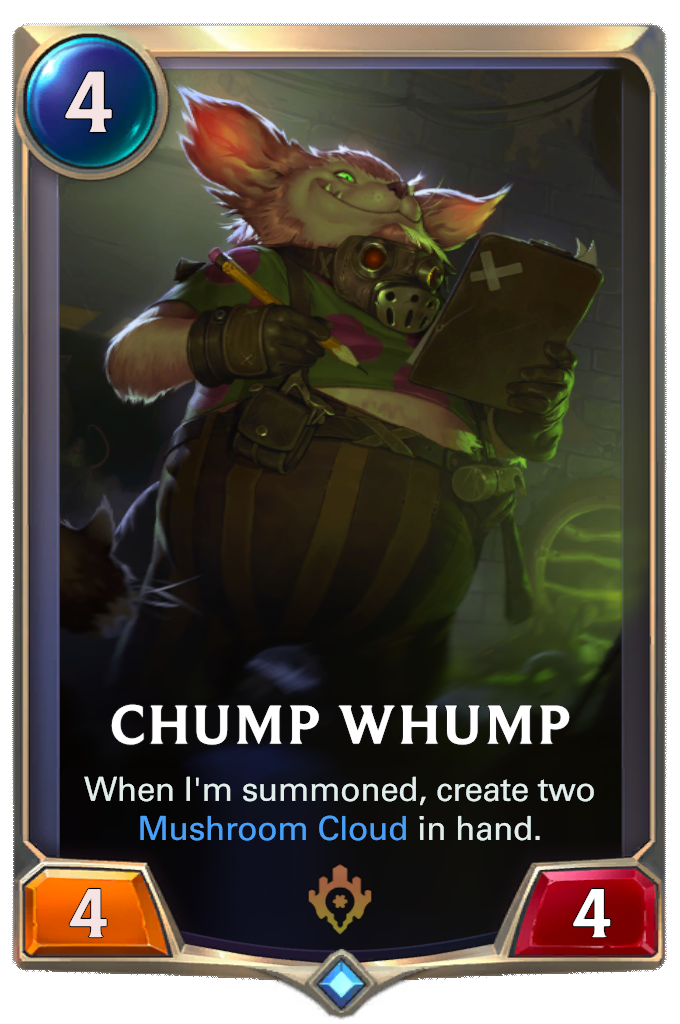 4
CHUMP WHUMP
When I'm summoned, create two
Mushroom Cloud in hand.
4
4